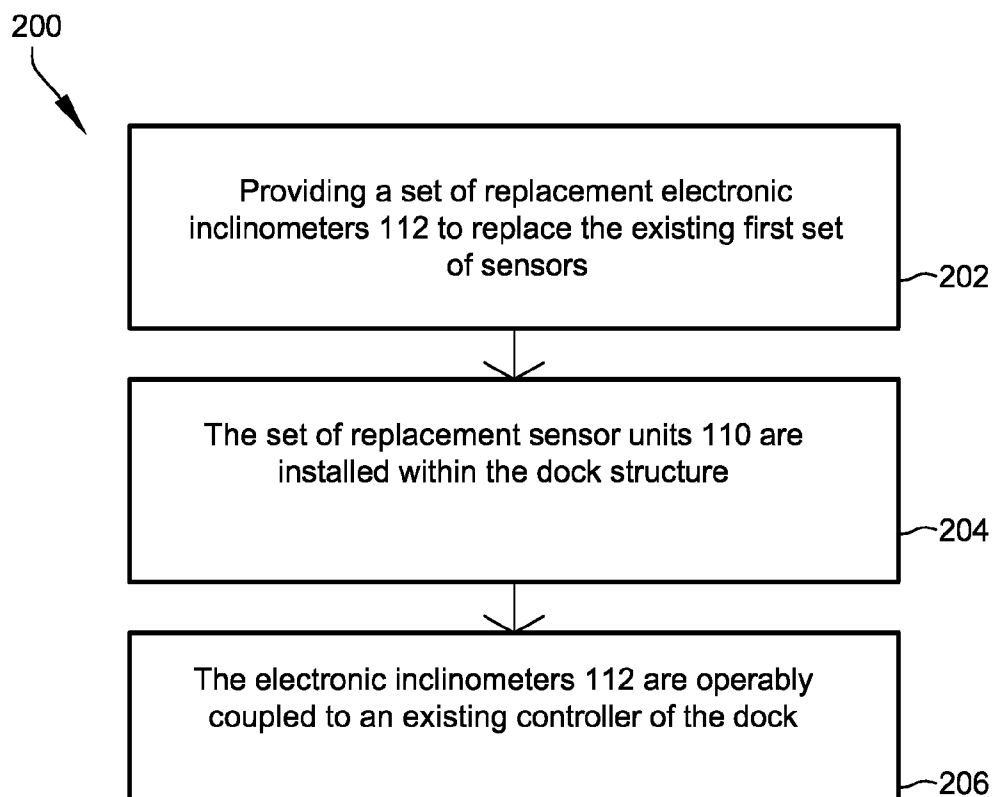 200
Providing a set of replacement electronic
inclinometers 112 to replace the existing first set
of sensors
202
The set of replacement sensor units 110 are
installed within the dock structure
204
The electronic inclinometers 112 are operably
coupled to an existing controller of the dock
206